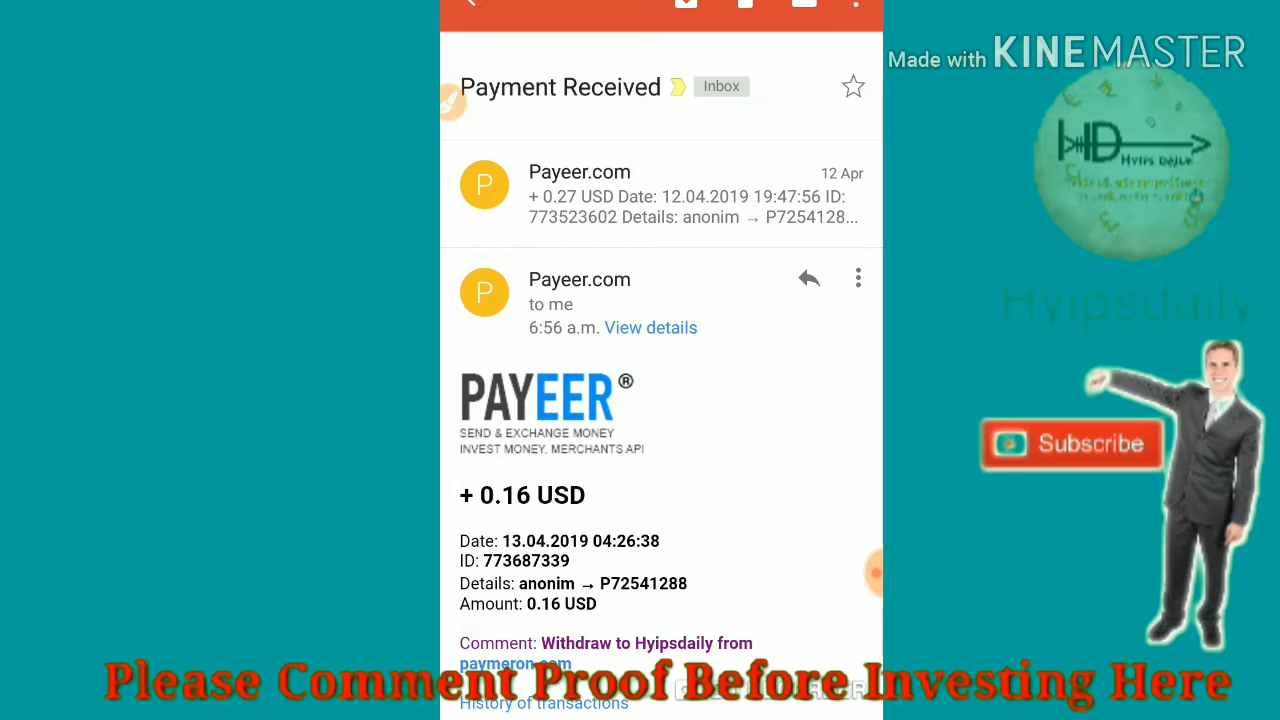 Made with KINEMASTER
Payment Received Inbox
Payeer.com 12 Apr
+ 0.27 USD Date: 12.04.2019 19:47:56 ID:
773523602 Details: anonim → P7254128...
Payeer.com
to me
6:56 a.m. View details
PAYEER®
SEND & EXCHANGE MONEY
INVEST MONEY, MERCHANTS API
+ 0.16 USD
Date: 13.04.2019 04:26:38
ID: 773687339
Details: anonim → P72541288
Amount: 0.16 USD
Comment: Withdraw to Hyipsdaily from
paymeron.com
History of transactions
P
P
HD
Hyips Daily
Hyipsdaily
Subscribe
Please Comment Proof Before Investing Here